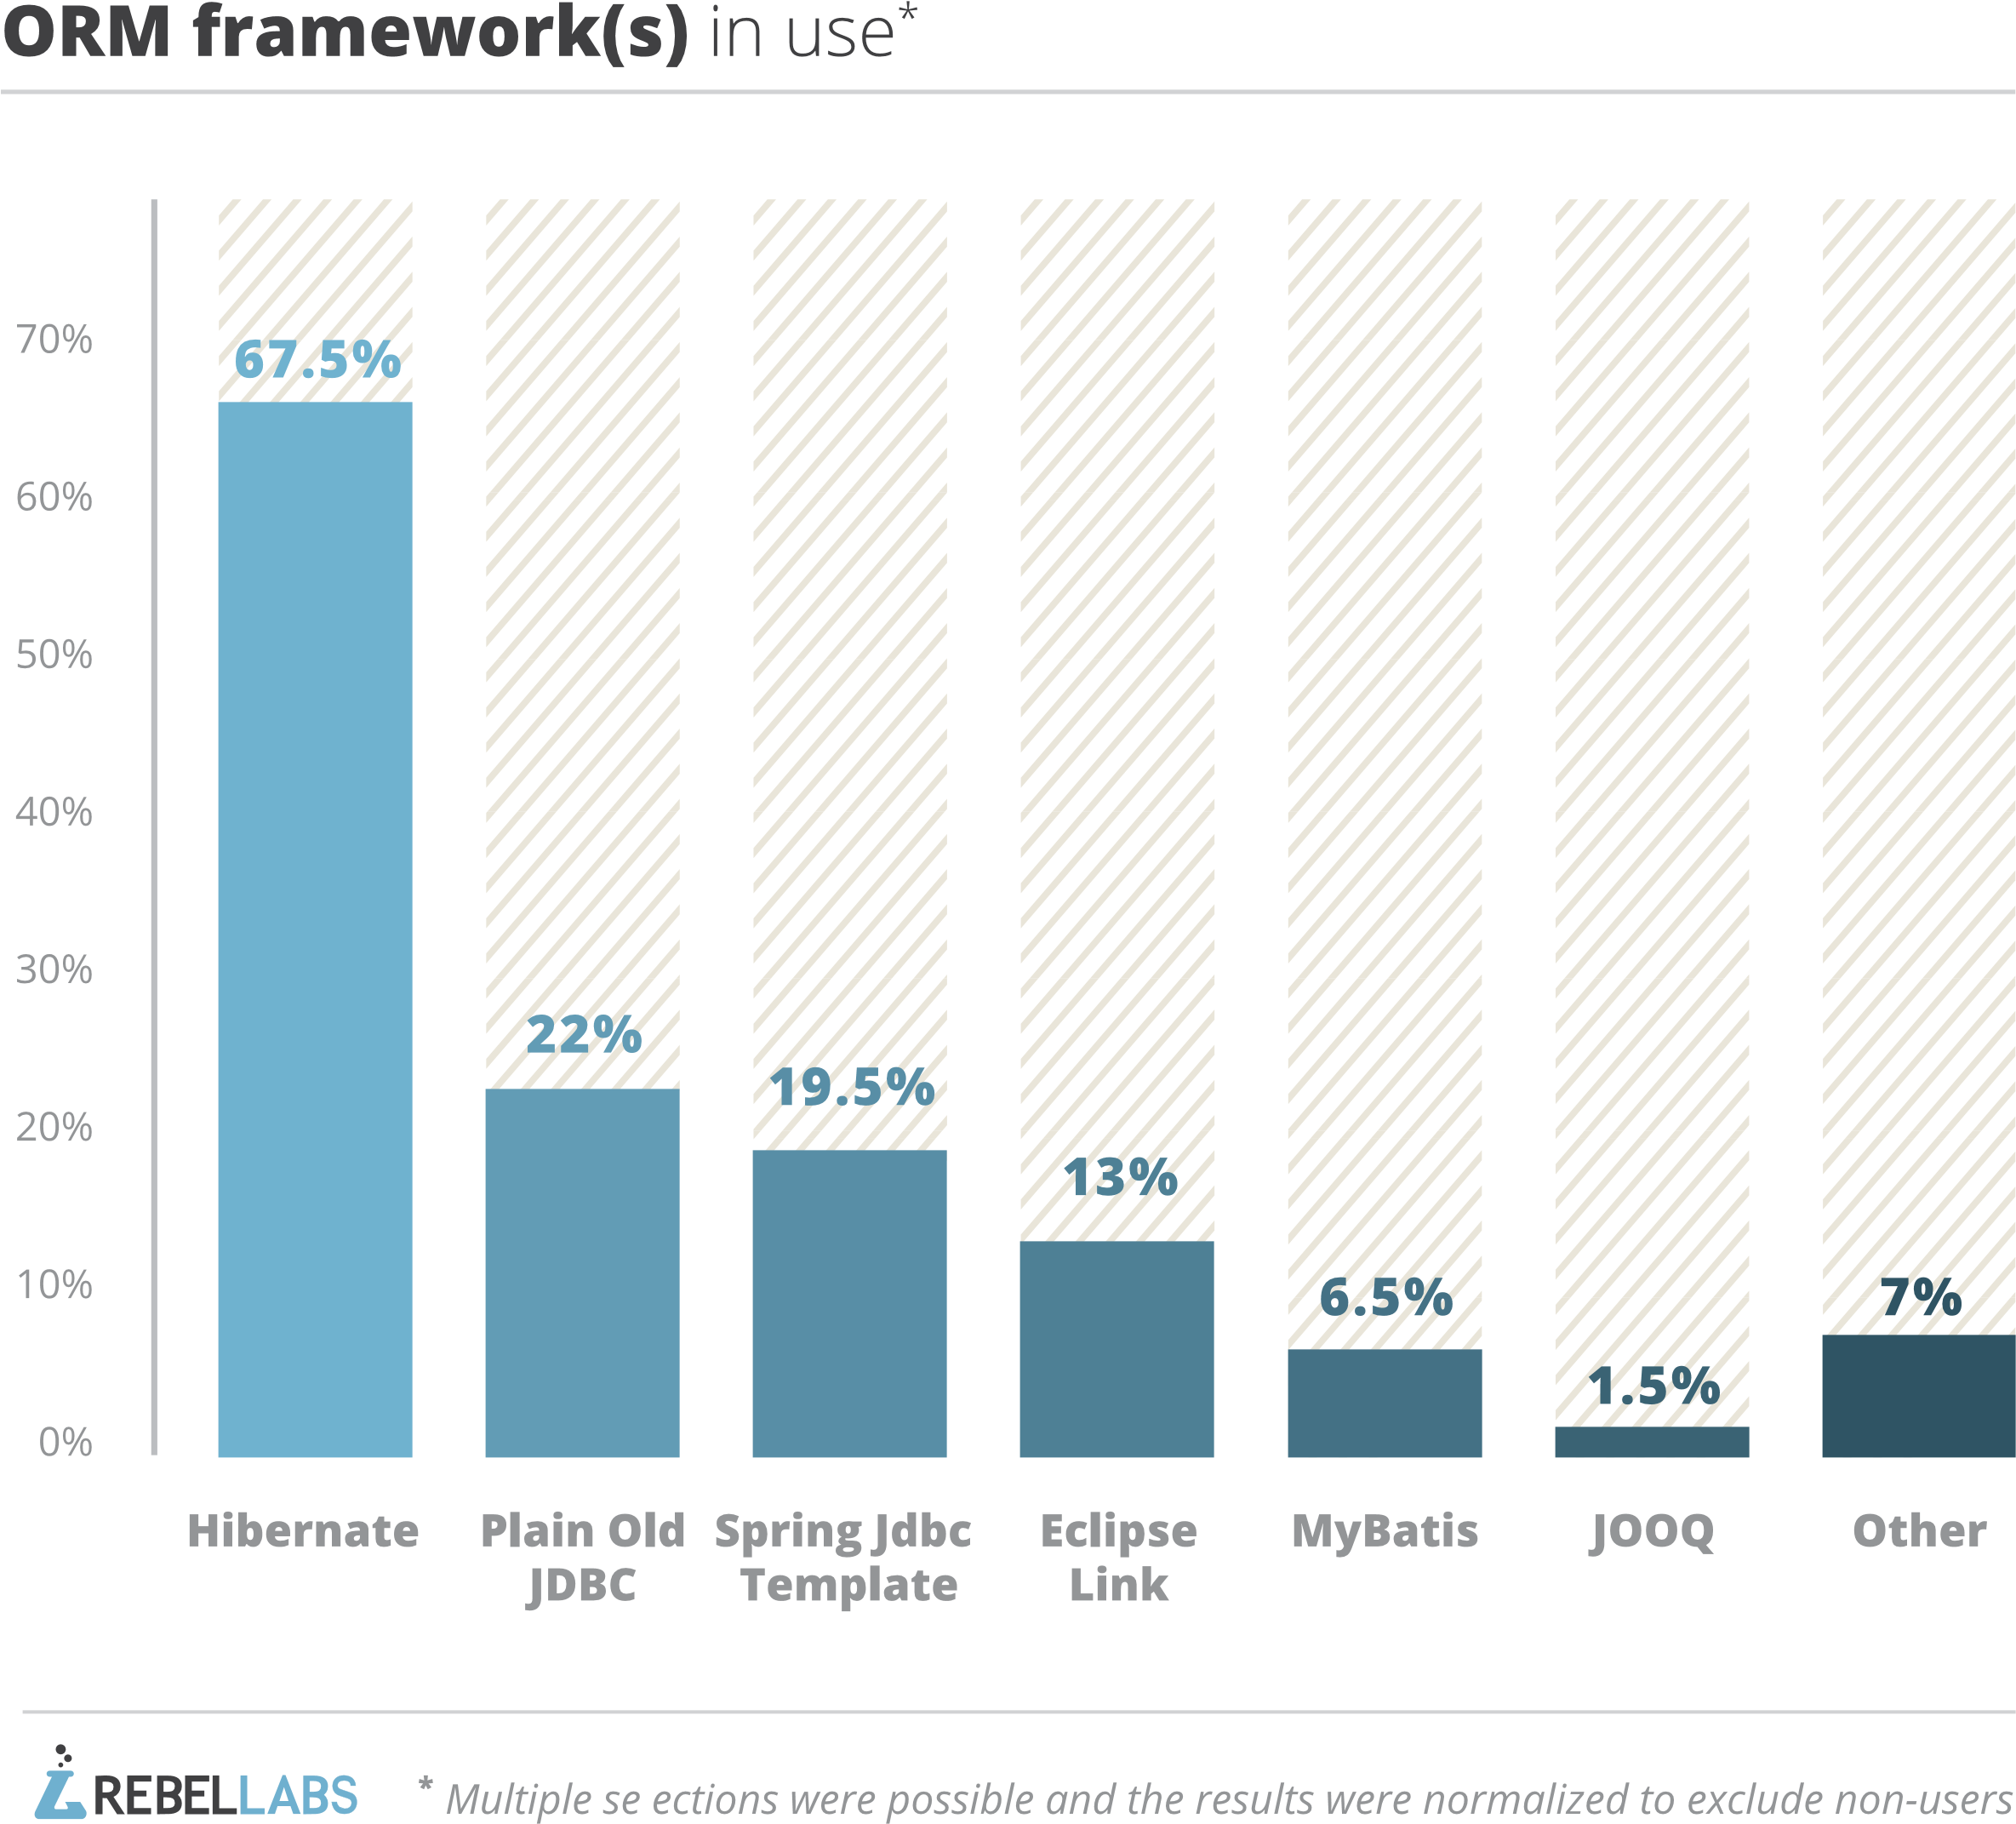 ORM framework(s) in use*
70%
60%
50%
40%
30%
20%
10%
0%
67.5%
22%
19.5%
13%
6.5%
1.5%
7%
Hibernate
Plain Old
JDBC
Spring Jdbc
Template
Eclipse
Link
MyBatis
JOOQ
Other
REBELLABS
* Multiple se ections were possible and the results were normalized to exclude non-users